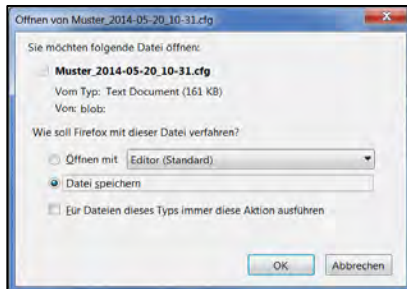 Öffnen von Muster_2014-05-20_10-31.cfg
Sie möchten folgende Datei öffnen:
Muster_2014-05-20_10-31.cfg
Vom Typ: Text Document (161 KB)
Von: blob:
Wie soll Firefox mit dieser Datei verfahren?
Öffnen mit Editor (Standard)
Datei speichern
Für Dateien dieses Typs immer diese Aktion ausführen
OK Abbrechen